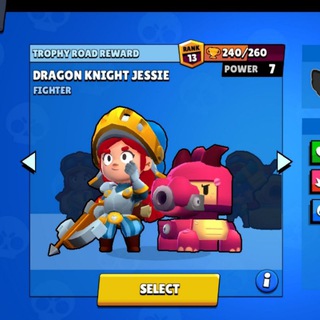 TROPHY ROAD REWARD
RANK
13
240/260
DRAGON KNIGHT JESSIE
POWER 7
FIGHTER
SELECT
i